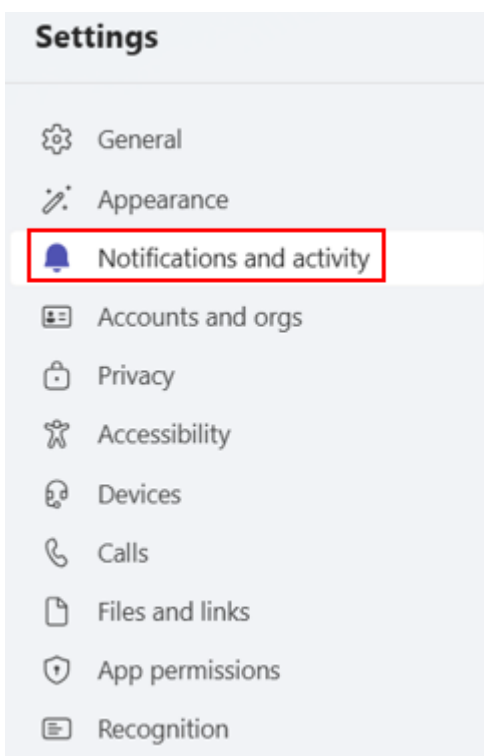 Settings
General
Appearance
Notifications and activity
Accounts and orgs
Privacy
Accessibility
Devices
Calls
Files and links
App permissions
Recognition